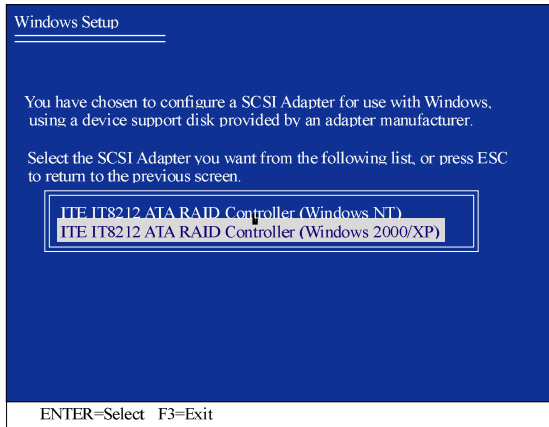 Windows Setup
You have chosen to configure a SCSI Adapter for use with Windows,
using a device support disk provided by an adapter manufacturer.
Select the SCSI Adapter you want from the following list, or press ESC
to return to the previous screen.
ITE IT8212 ATA RAID Controller (Windows NT)
ITE IT8212 ATA RAID Controller (Windows 2000/XP)
ENTER=Select F3=Exit